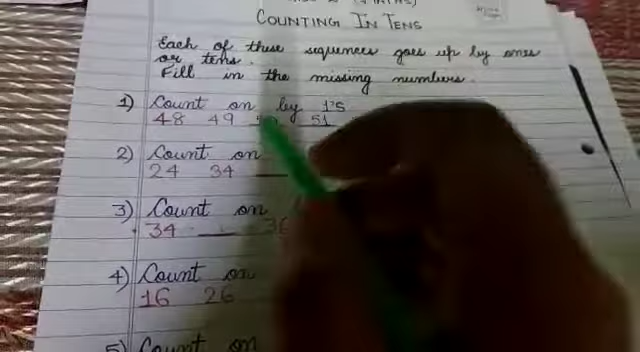 COUNTING IN TENS
Each of these sequences goes up by ones
or tens.
Fill in the missing numbers.
1) Count on by 1's
48 49 51
2) Count on
24 34
3) Count on
34 36
4) Count on
16 26
5) Count on